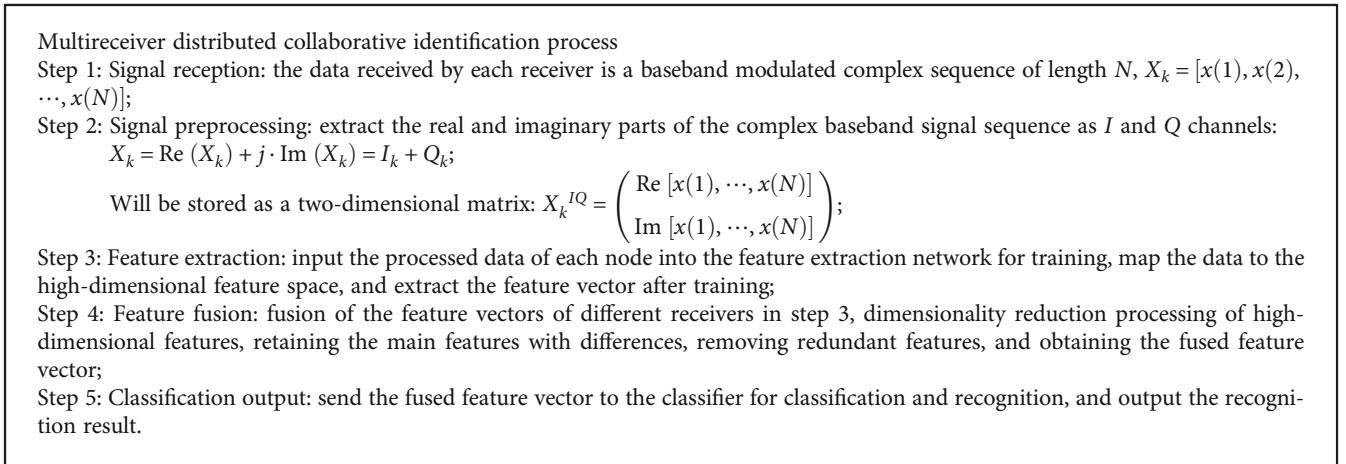 Multireceiver distributed collaborative identification process
Step 1: Signal reception: the data received by each receiver is a baseband modulated complex sequence of length N, X_k = [x(1), x(2),
⋯, x(N)];
Step 2: Signal preprocessing: extract the real and imaginary parts of the complex baseband signal sequence as I and Q channels:
X_k = Re (X_k) + j · Im (X_k) = I_k + Q_k;
Will be stored as a two-dimensional matrix: X_k^{IQ} = ( Re [x(1), ⋯, x(N)]
Im [x(1), ⋯, x(N)] );
Step 3: Feature extraction: input the processed data of each node into the feature extraction network for training, map the data to the
high-dimensional feature space, and extract the feature vector after training;
Step 4: Feature fusion: fusion of the feature vectors of different receivers in step 3, dimensionality reduction processing of high-
dimensional features, retaining the main features with differences, removing redundant features, and obtaining the fused feature
vector;
Step 5: Classification output: send the fused feature vector to the classifier for classification and recognition, and output the recogni-
tion result.